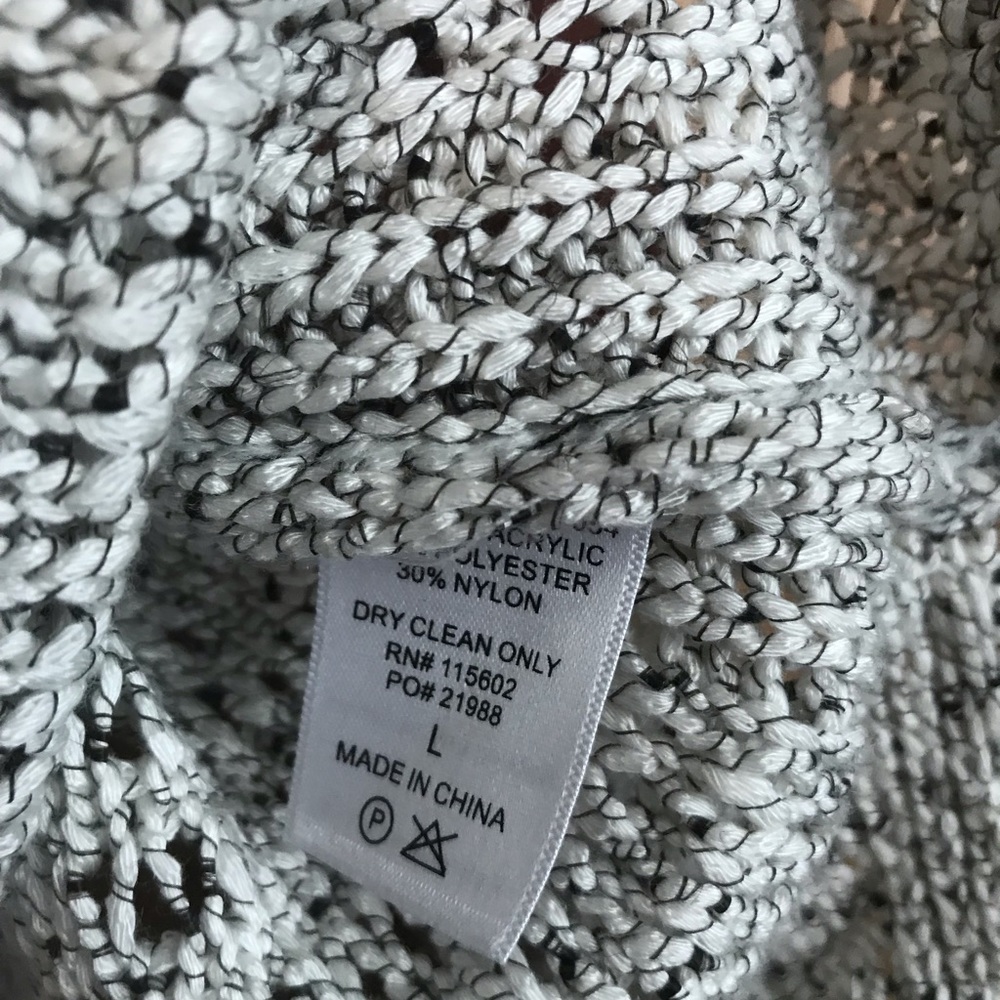 ACRYLIC
POLYESTER
30% NYLON
DRY CLEAN ONLY
RN# 115602
PO# 21988
L
MADE IN CHINA
P